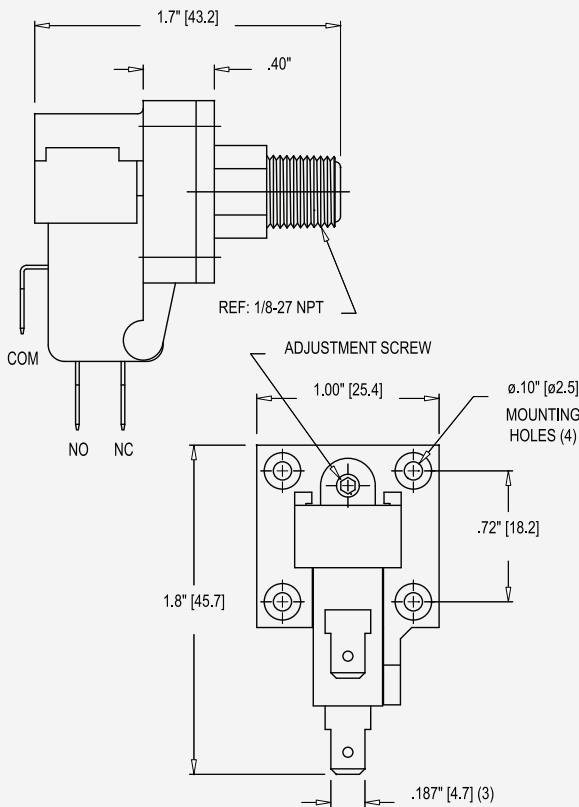 1.7" [43.2]
.40"
REF: 1/8-27 NPT
COM
ADJUSTMENT SCREW
NO
NC
1.00" [25.4]
ø.10" [ø2.5]
MOUNTING
HOLES (4)
.72" [18.2]
1.8" [45.7]
.187" [4.7] (3)